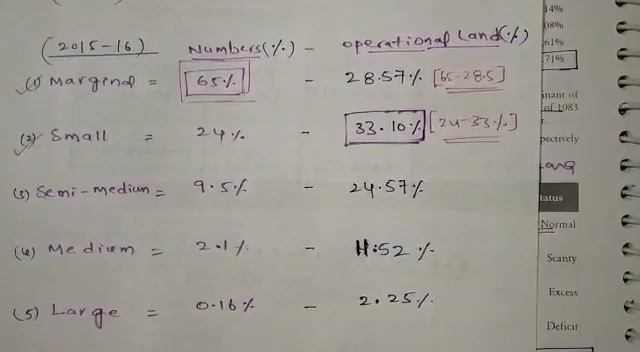 (2015-16) Numbers(%) - operational Land(%)
(1) Marginal = 65% - 28.57% [65-28.5]
(2) Small = 24% - 33.10% [24-33%]
(3) Semi-medium = 9.5% - 24.57%
(4) Medium = 2.1% - 11.52%
(5) Large = 0.16% - 2.25%
14%
08%
61%
71%
inant of
of 1083
r.
pectively
tatus
Normal
Scanty
Excess
Deficit